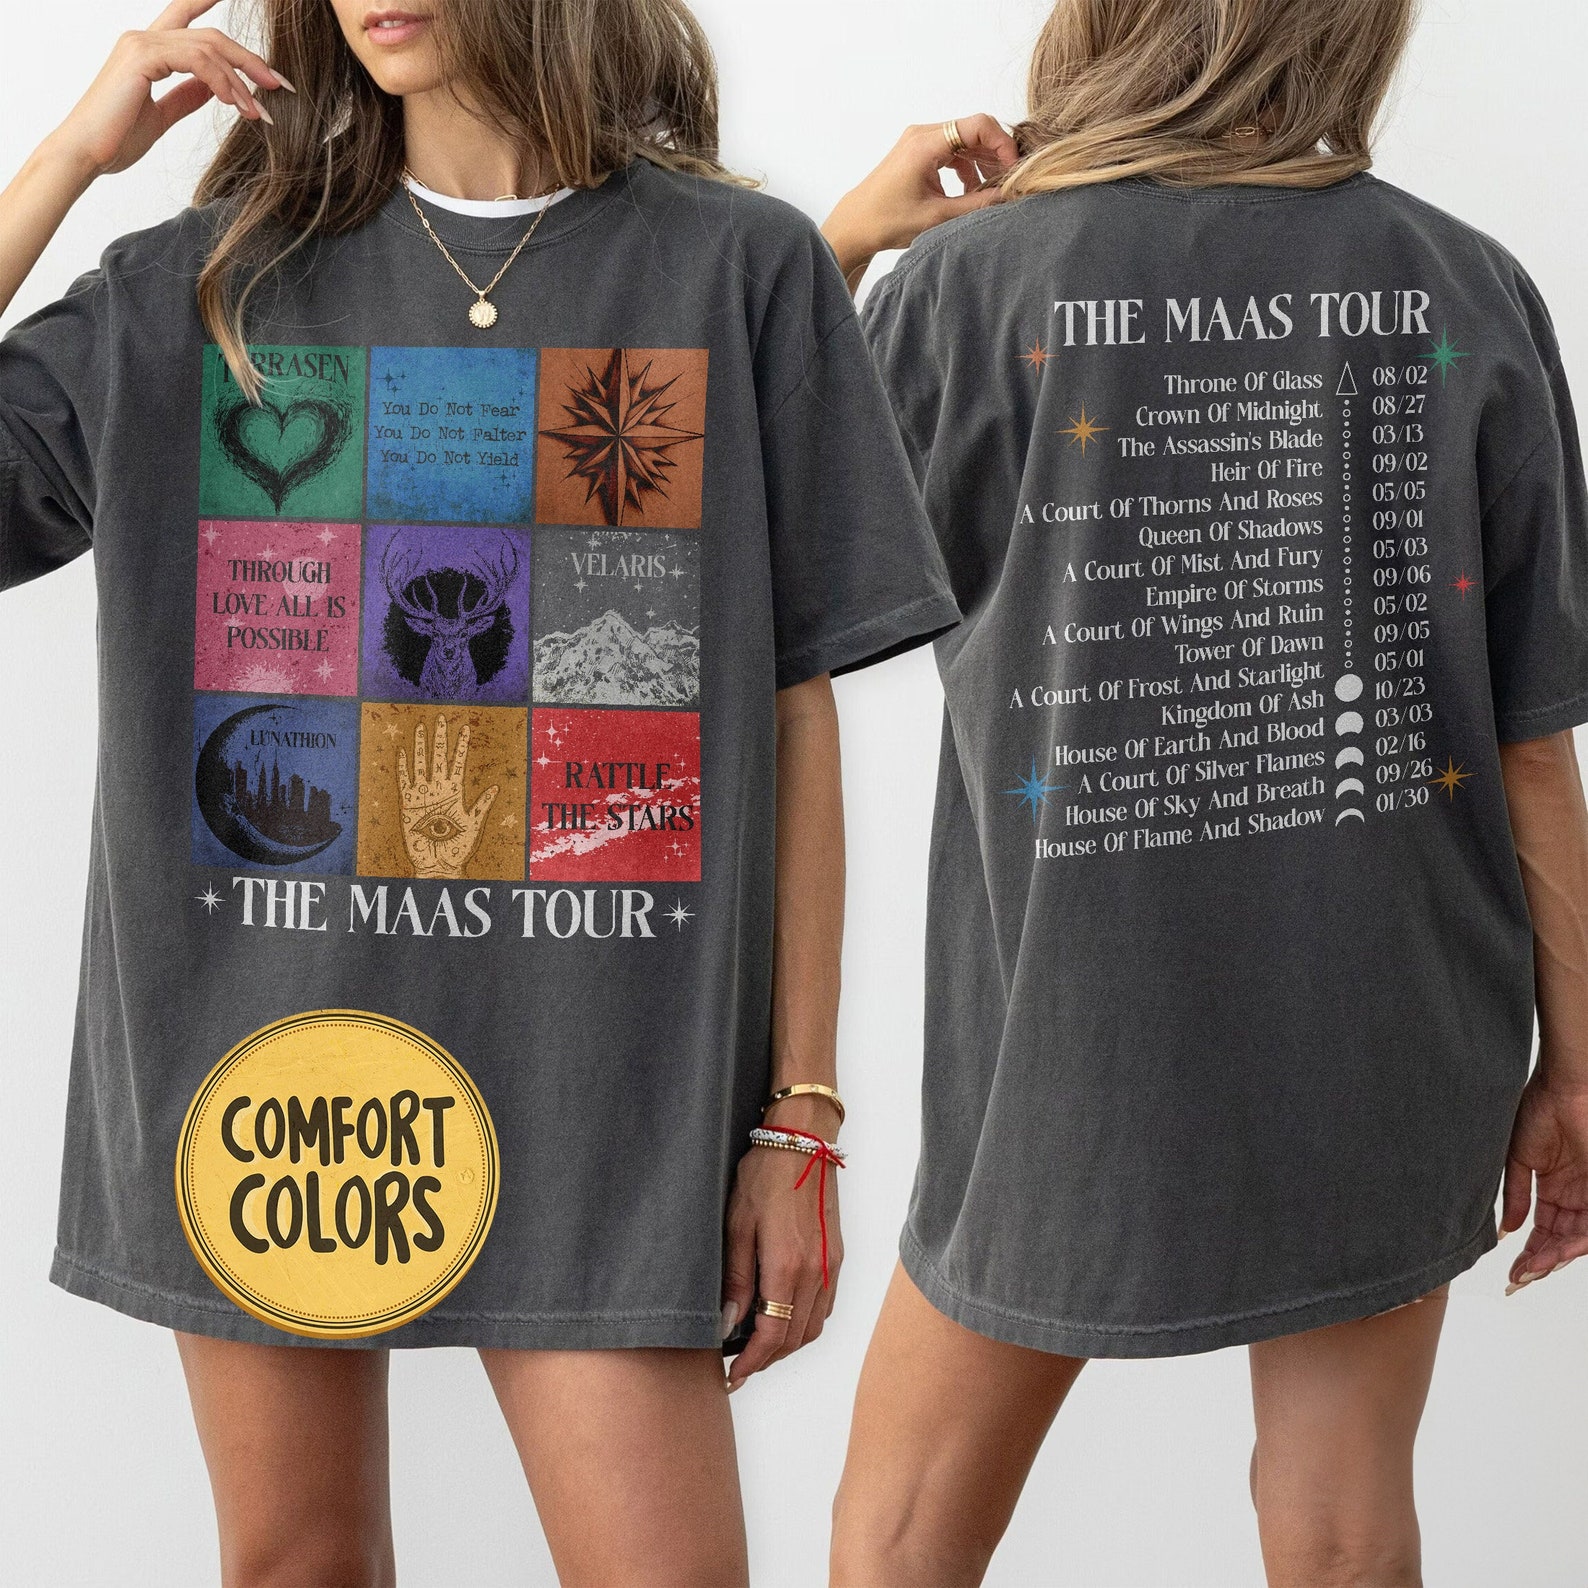 TERRASEN
You Do Not Fear
You Do Not Falter
You Do Not Yield
THROUGH
LOVE ALL IS
POSSIBLE
VELARIS
LUNATHION
RATTLE
THE STARS
THE MAAS TOUR
COMFORT
COLORS
THE MAAS TOUR
Throne Of Glass 08/02
Crown Of Midnight 08/27
The Assassin's Blade 03/13
Heir Of Fire 09/02
A Court Of Thorns And Roses 05/05
Queen Of Shadows 09/01
A Court Of Mist And Fury 05/03
Empire Of Storms 09/06
A Court Of Wings And Ruin 05/02
Tower Of Dawn 09/05
A Court Of Frost And Starlight 05/01
Kingdom Of Ash 10/23
House Of Earth And Blood 03/03
A Court Of Silver Flames 02/16
House Of Sky And Breath 09/26
House Of Flame And Shadow 01/30